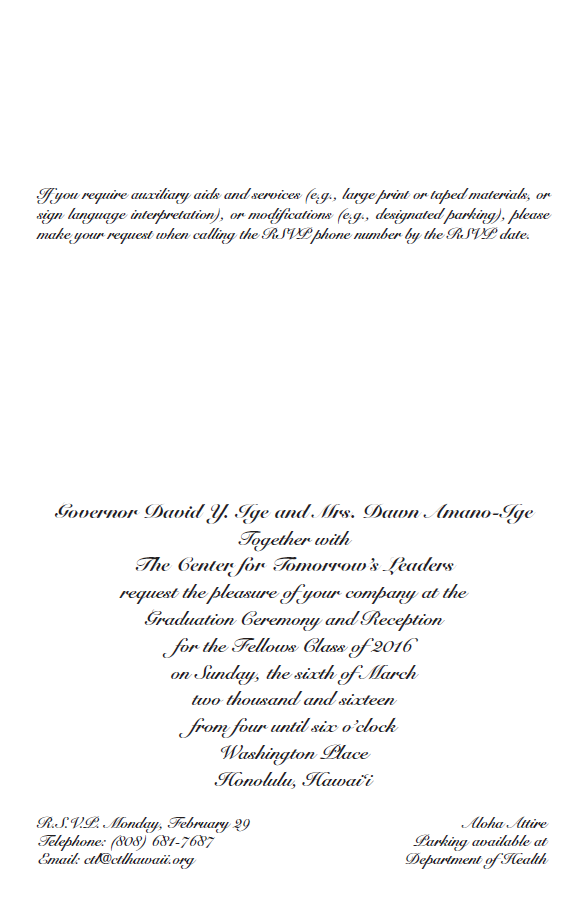 If you require auxiliary aids and services (e.g., large print or taped materials, or
sign language interpretation), or modifications (e.g., designated parking), please
make your request when calling the RSVP phone number by the RSVP date.
Governor David Y. Ige and Mrs. Dawn Amano-Ige
Together with
The Center for Tomorrow's Leaders
request the pleasure of your company at the
Graduation Ceremony and Reception
for the Fellows Class of 2016
on Sunday, the sixth of March
two thousand and sixteen
from four until six o'clock
Washington Place
Honolulu, Hawai‘i
R.S.V.P. Monday, February 29
Telephone: (808) 681-7687
Email: ctl@ctlhawaii.org
Aloha Attire
Parking available at
Department of Health